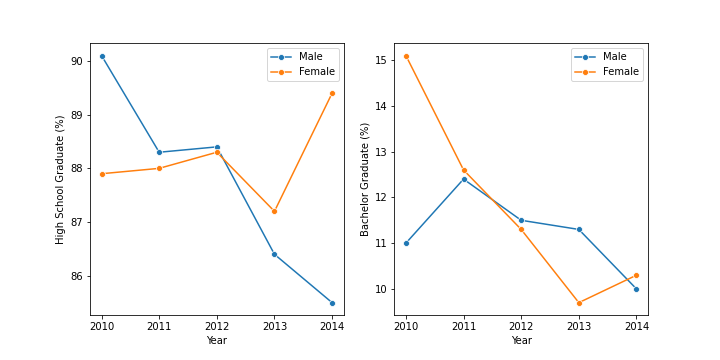 High School Graduate (%)
90
89
88
87
86
2010 2011 2012 2013 2014
Year
Male
Female
Bachelor Graduate (%)
15
14
13
12
11
10
2010 2011 2012 2013 2014
Year
Male
Female